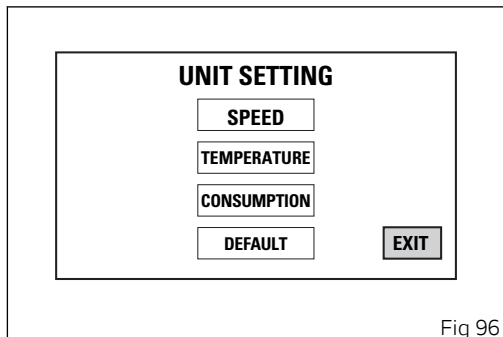 UNIT SETTING
SPEED
TEMPERATURE
CONSUMPTION
DEFAULT
EXIT
Fig 96